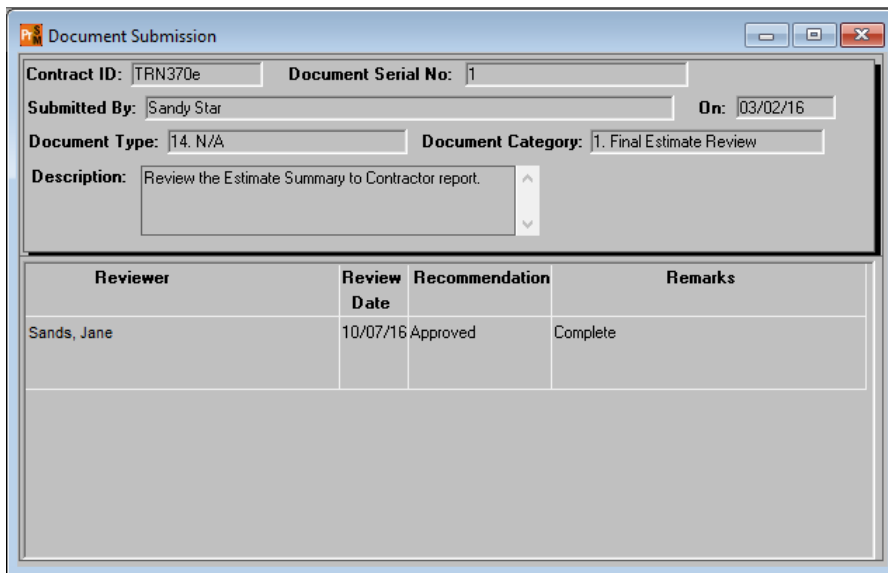 PrSM Document Submission
Contract ID: TRN370e Document Serial No: 1
Submitted By: Sandy Star On: 03/02/16
Document Type: 14. N/A Document Category: 1. Final Estimate Review
Description: Review the Estimate Summary to Contractor report.
Reviewer Review Date Recommendation Remarks
Sands, Jane 10/07/16 Approved Complete